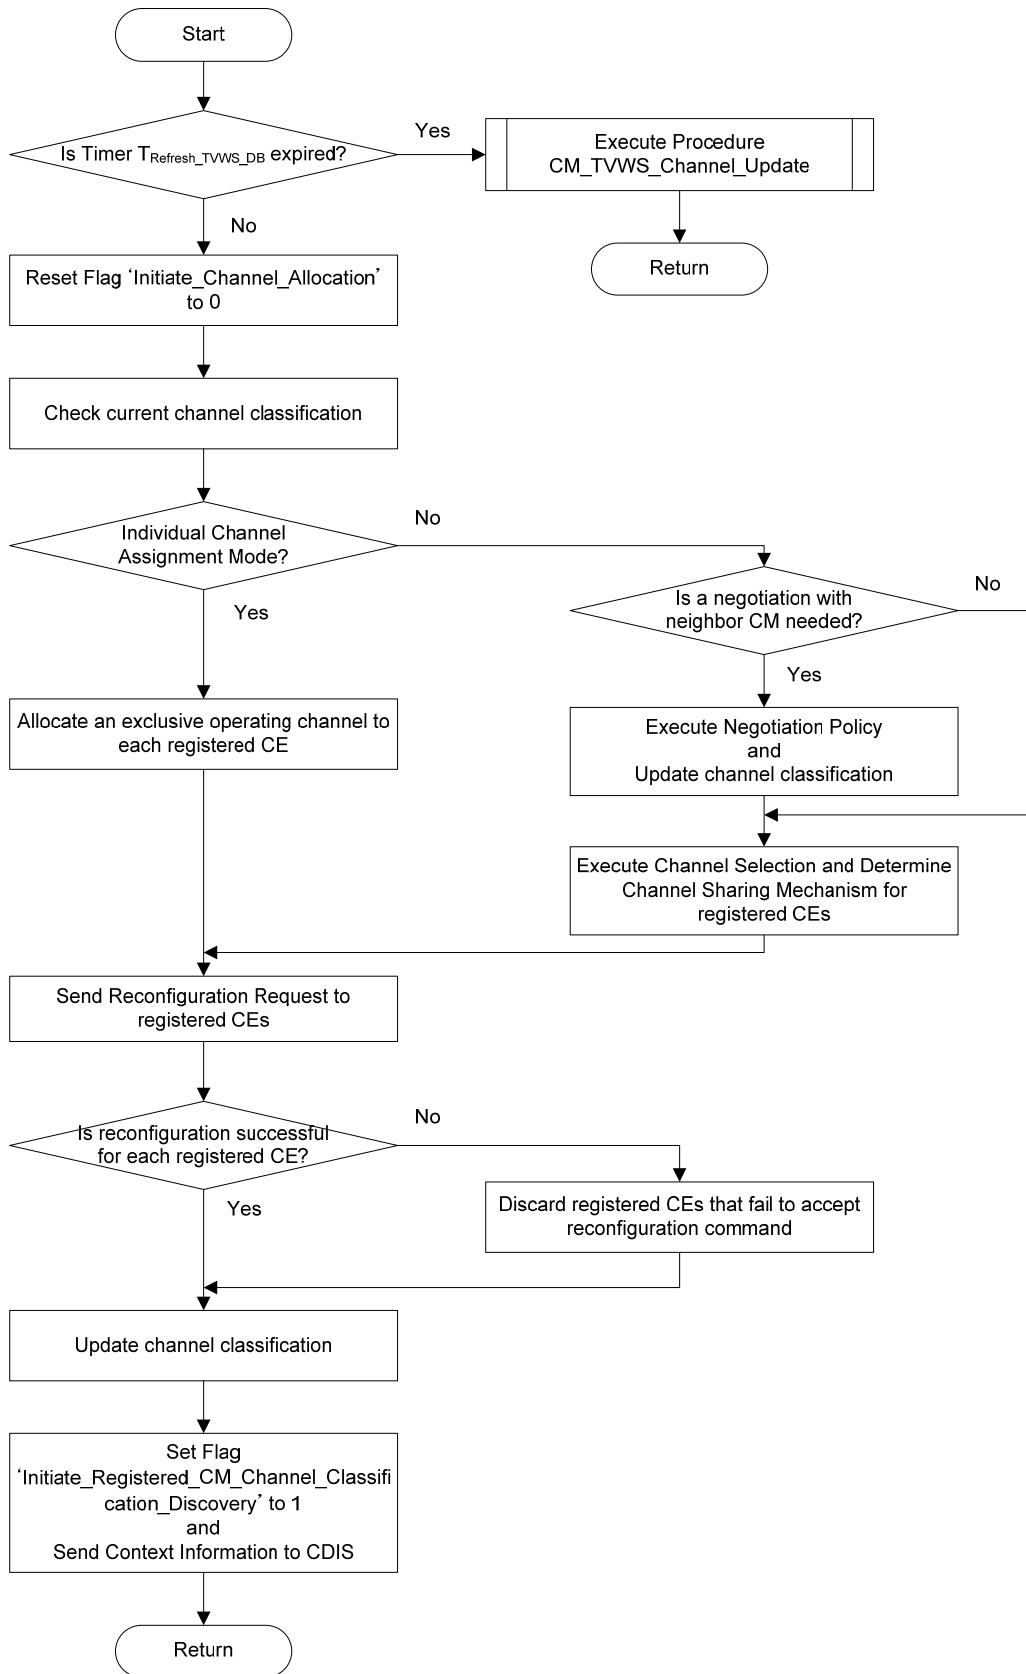 Start
Is Timer TRefresh_TVWS_DB expired?
Yes
Execute Procedure
CM_TVWS_Channel_Update
No
Return
Reset Flag ‘Initiate_Channel_Allocation’
to 0
Check current channel classification
Individual Channel
Assignment Mode?
No
Yes
Is a negotiation with
neighbor CM needed?
No
Yes
Allocate an exclusive operating channel to
each registered CE
Execute Negotiation Policy
and
Update channel classification
Execute Channel Selection and Determine
Channel Sharing Mechanism for
registered CEs
Send Reconfiguration Request to
registered CEs
Is reconfiguration successful
for each registered CE?
No
Yes
Discard registered CEs that fail to accept
reconfiguration command
Update channel classification
Set Flag
‘Initiate_Registered_CM_Channel_Classifi
cation_Discovery’ to 1
and
Send Context Information to CDIS
Return